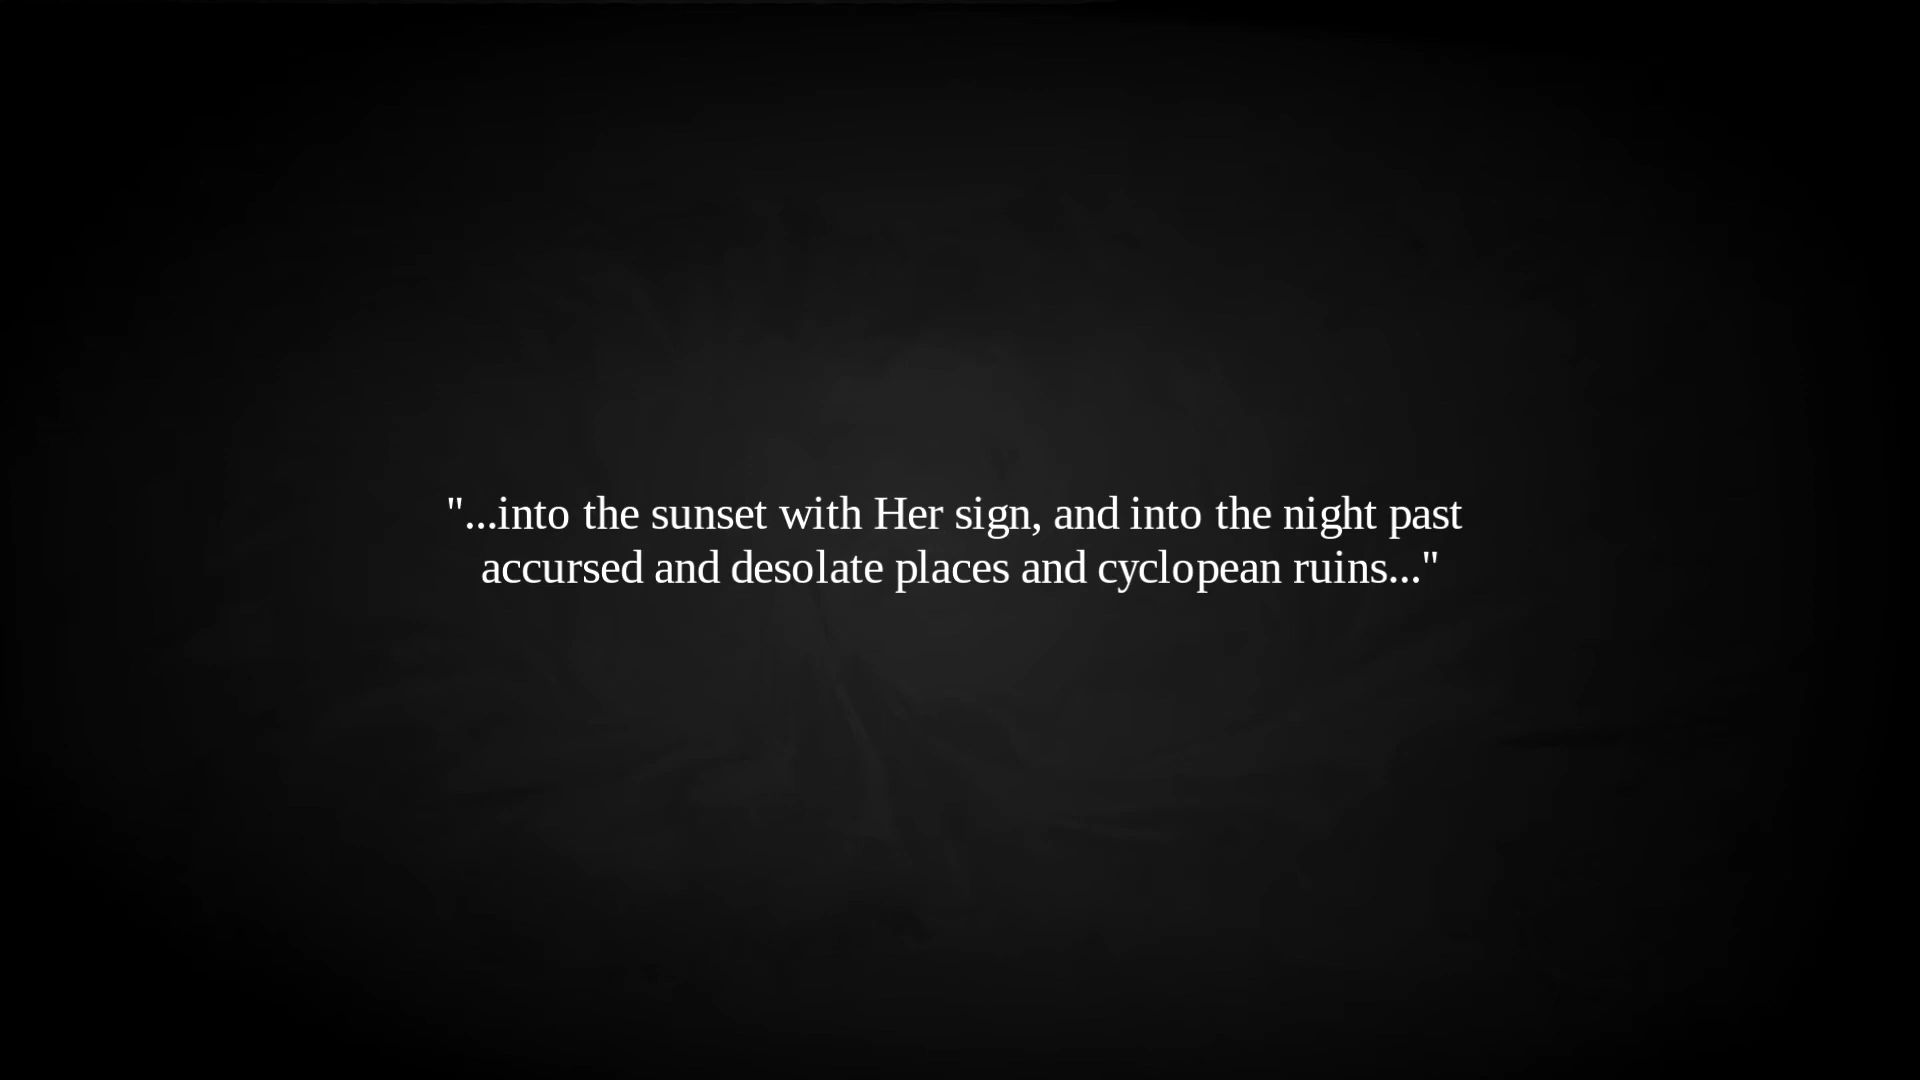 "...into the sunset with Her sign, and into the night past
accursed and desolate places and cyclopean ruins..."